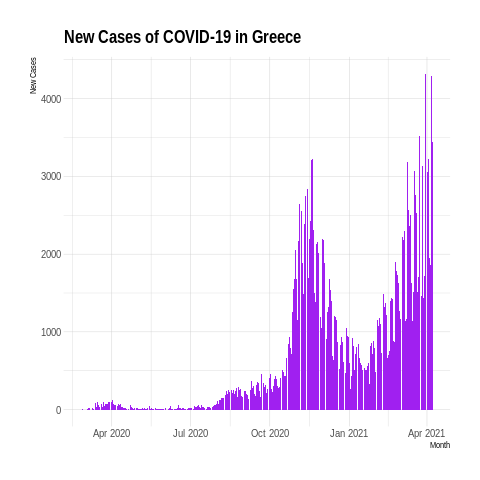 New Cases of COVID-19 in Greece
New Cases
4000
3000
2000
1000
0
Apr 2020 Jul 2020 Oct 2020 Jan 2021 Apr 2021
Month